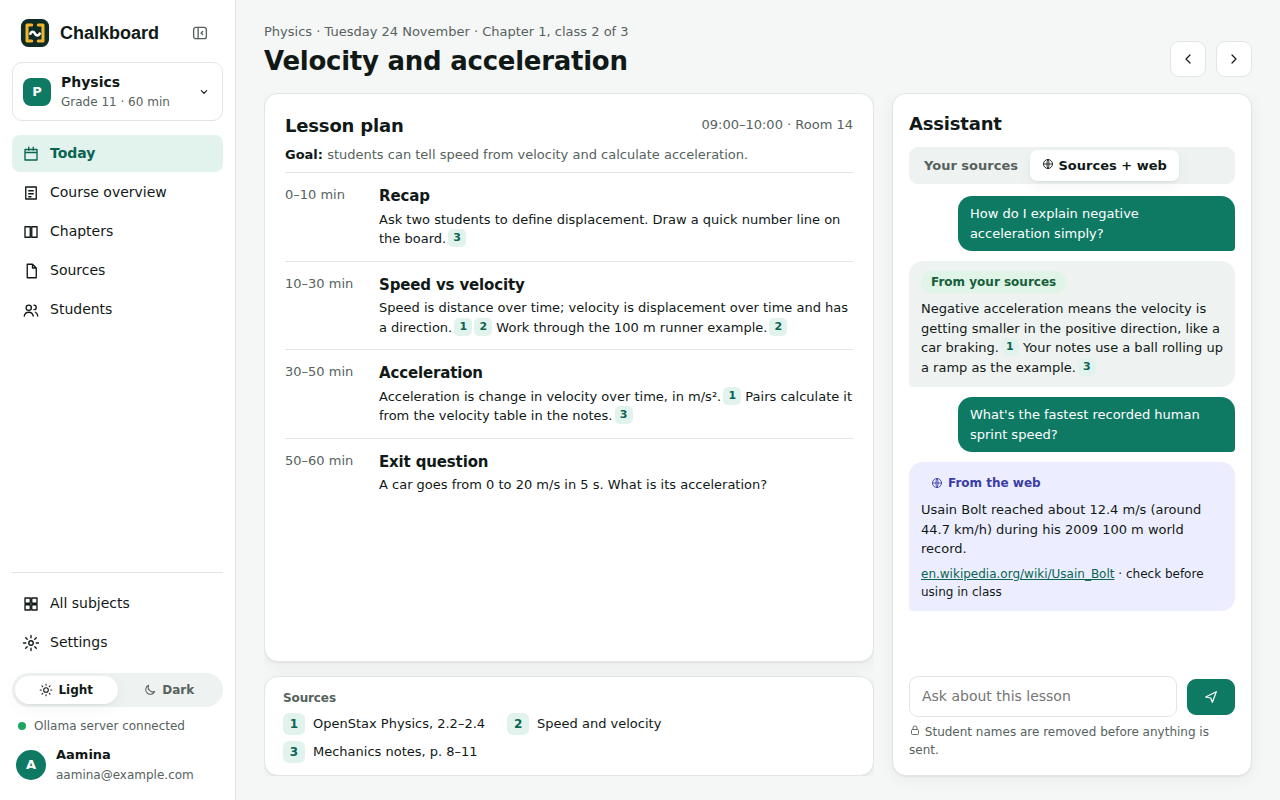 Chalkboard
P
Physics
Grade 11 · 60 min
Today
Course overview
Chapters
Sources
Students
All subjects
Settings
Light
Dark
Ollama server connected
A
Aamina
aamina@example.com
Physics · Tuesday 24 November · Chapter 1, class 2 of 3
Velocity and acceleration
Lesson plan
09:00–10:00 · Room 14
Goal: students can tell speed from velocity and calculate acceleration.
0–10 min
Recap
Ask two students to define displacement. Draw a quick number line on
the board. 3
10–30 min
Speed vs velocity
Speed is distance over time; velocity is displacement over time and has
a direction. 1 2 Work through the 100 m runner example. 2
30–50 min
Acceleration
Acceleration is change in velocity over time, in m/s². 1 Pairs calculate it
from the velocity table in the notes. 3
50–60 min
Exit question
A car goes from 0 to 20 m/s in 5 s. What is its acceleration?
Sources
1 OpenStax Physics, 2.2–2.4
2 Speed and velocity
3 Mechanics notes, p. 8–11
Assistant
Your sources
Sources + web
How do I explain negative
acceleration simply?
From your sources
Negative acceleration means the velocity is
getting smaller in the positive direction, like a
car braking. 1 Your notes use a ball rolling up
a ramp as the example. 3
What's the fastest recorded human
sprint speed?
From the web
Usain Bolt reached about 12.4 m/s (around
44.7 km/h) during his 2009 100 m world
record.
en.wikipedia.org/wiki/Usain_Bolt · check before
using in class
Ask about this lesson
Student names are removed before anything is
sent.